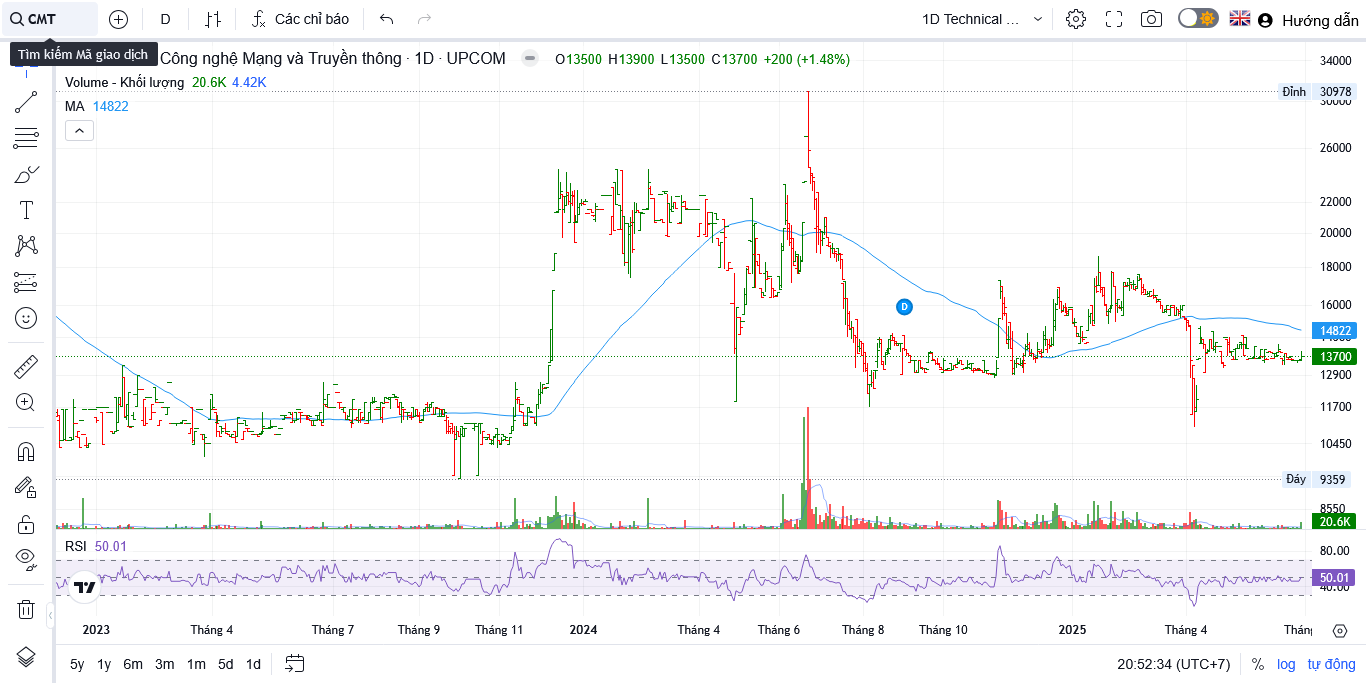 CMT D Các chỉ báo 1D Technical ... Hướng dẫn
Tìm kiếm Mã giao dịch
Công nghệ Mạng và Truyền thông · 1D · UPCOM O13500 H13900 L13500 C13700 +200 (+1.48%)
Volume - Khối lượng 20.6K 4.42K
MA 14822
34000
Đỉnh 30978
30000
26000
22000
20000
18000
16000
14822
13700
12900
11700
10450
Đáy 9359
8550
20.6K
RSI 50.01
80.00
50.01
40.00
2023 Tháng 4 Tháng 7 Tháng 9 Tháng 11 2024 Tháng 4 Tháng 6 Tháng 8 Tháng 10 2025 Tháng 4
5y 1y 6m 3m 1m 5d 1d 20:52:34 (UTC+7) % log tự động
D